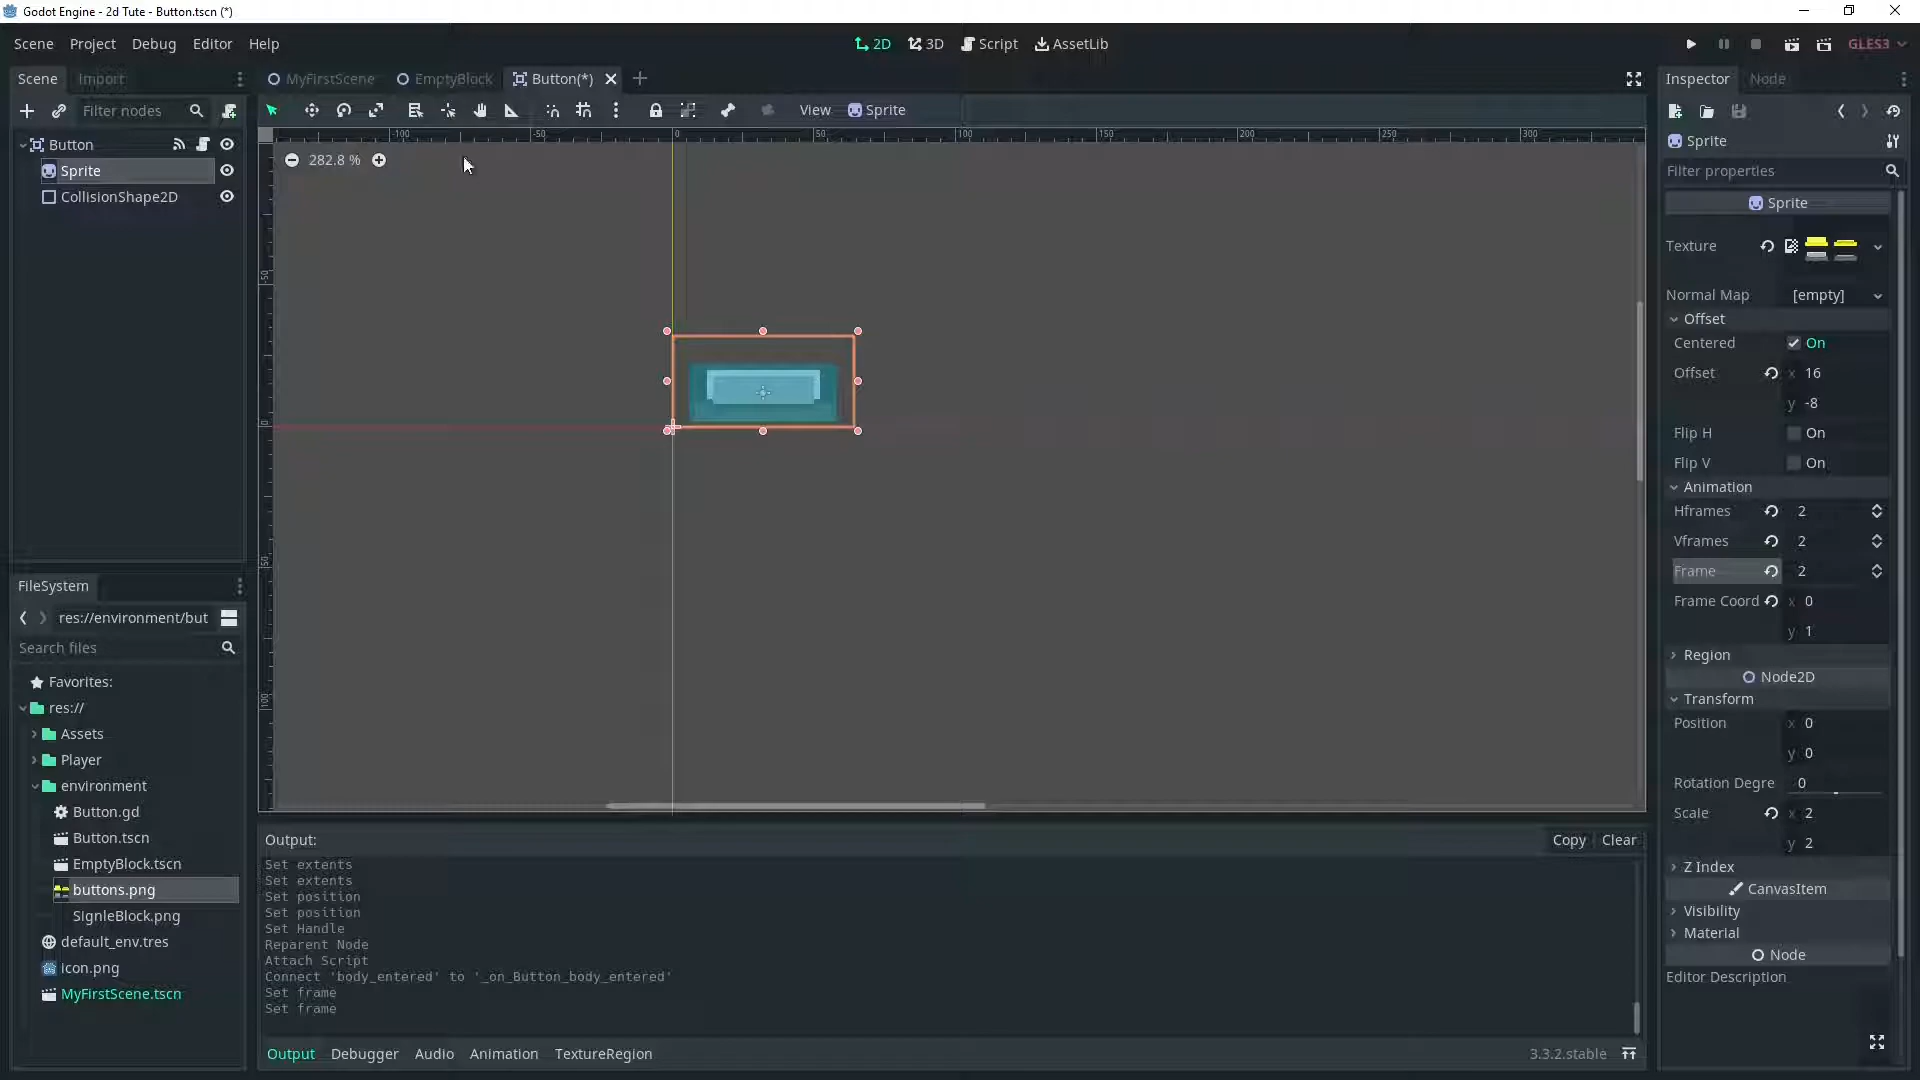 Godot Engine - 2d Tute - Button.tscn (*)
Scene Project Debug Editor Help
2D 3D Script AssetLib
GLES3
Scene Import
MyFirstScene EmptyBlock Button(*)
Inspector Node
Filter nodes
View Sprite
Button
Sprite
CollisionShape2D
-100 -50 0 50 100 150 200 250 300
282.8 %
-50
0
50
100
Sprite
Filter properties
Sprite
Texture
Normal Map [empty]
Offset
Centered On
Offset x 16
y -8
Flip H On
Flip V On
Animation
Hframes 2
Vframes 2
Frame 2
Frame Coord x 0
y 1
Region
Node2D
Transform
Position x 0
y 0
Rotation Degre 0
Scale x 2
y 2
Z Index
CanvasItem
Visibility
Material
Node
Editor Description
FileSystem
res://environment/but
Search files
Favorites:
res://
Assets
Player
environment
Button.gd
Button.tscn
EmptyBlock.tscn
buttons.png
SignleBlock.png
default_env.tres
icon.png
MyFirstScene.tscn
Output:
Copy Clear
Set extents
Set extents
Set position
Set position
Set Handle
Reparent Node
Attach Script
Connect 'body_entered' to '_on_Button_body_entered'
Set frame
Set frame
Output Debugger Audio Animation TextureRegion
3.3.2.stable